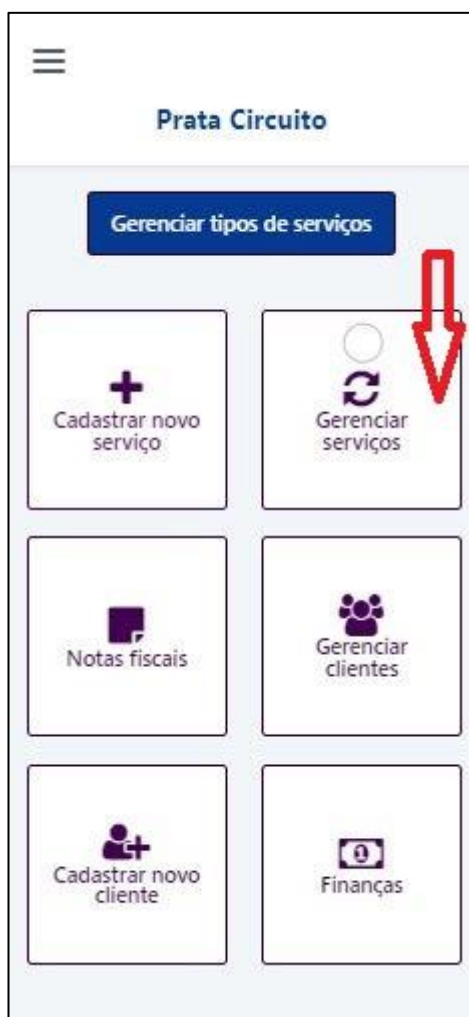 Prata Circuito
Gerenciar tipos de serviços
Cadastrar novo
serviço
Gerenciar
serviços
Notas fiscais
Gerenciar
clientes
Cadastrar novo
cliente
Finanças